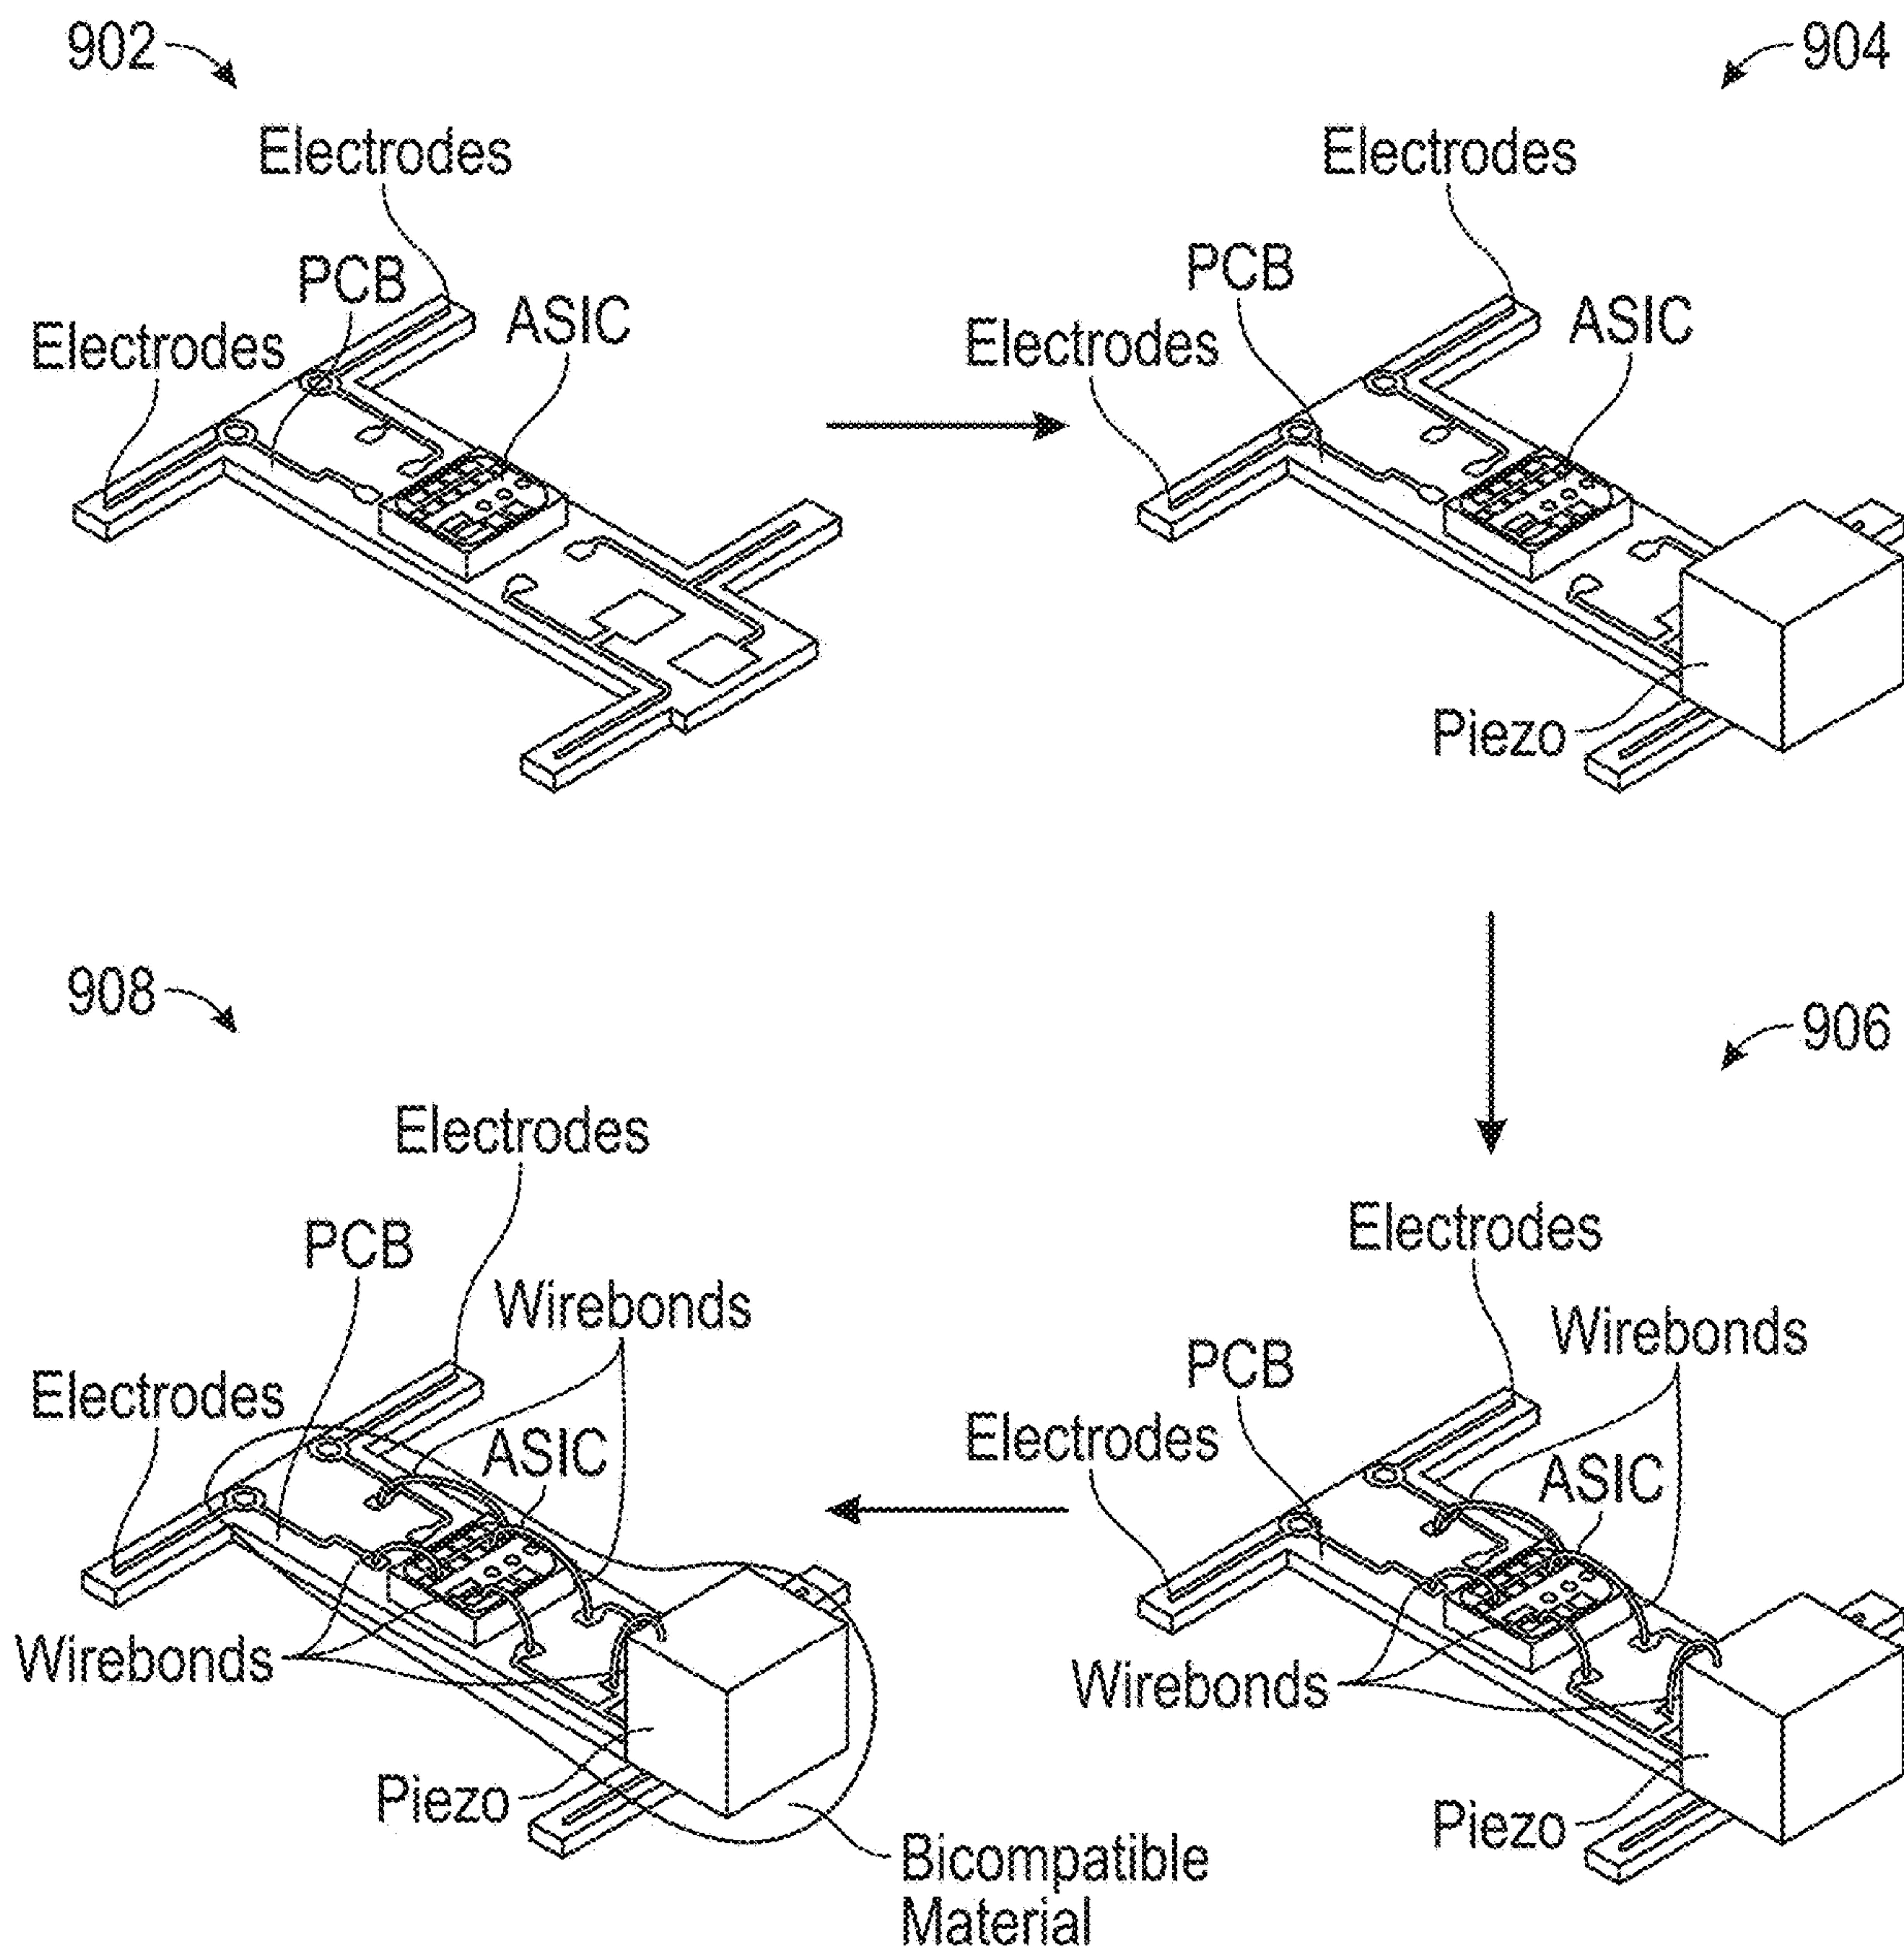 902
904
Electrodes
Electrodes
PCB
PCB
ASIC
ASIC
Electrodes
Electrodes
Piezo
908
906
Electrodes
Electrodes
PCB
Wirebonds
Wirebonds
PCB
Electrodes
Electrodes
ASIC
ASIC
Wirebonds
Wirebonds
Piezo
Piezo
Bicompatible
Material